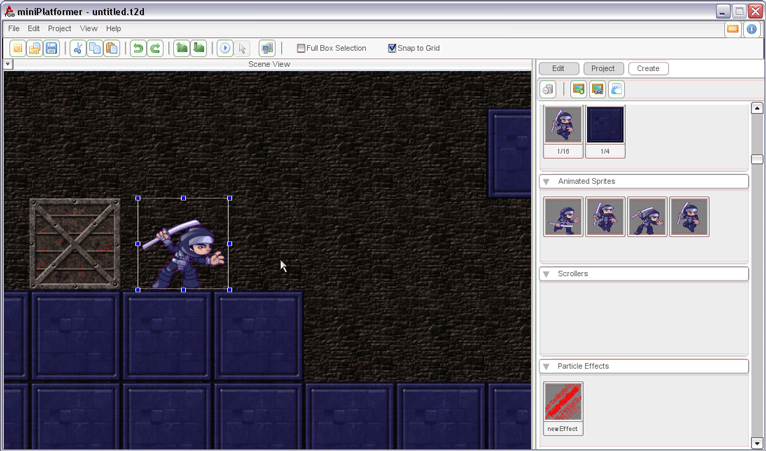 miniPlatformer - untitled.t2d
File Edit Project View Help
Full Box Selection Snap to Grid
Scene View
Edit Project Create
1/16 1/4
Animated Sprites
Scrollers
Particle Effects
newEffect